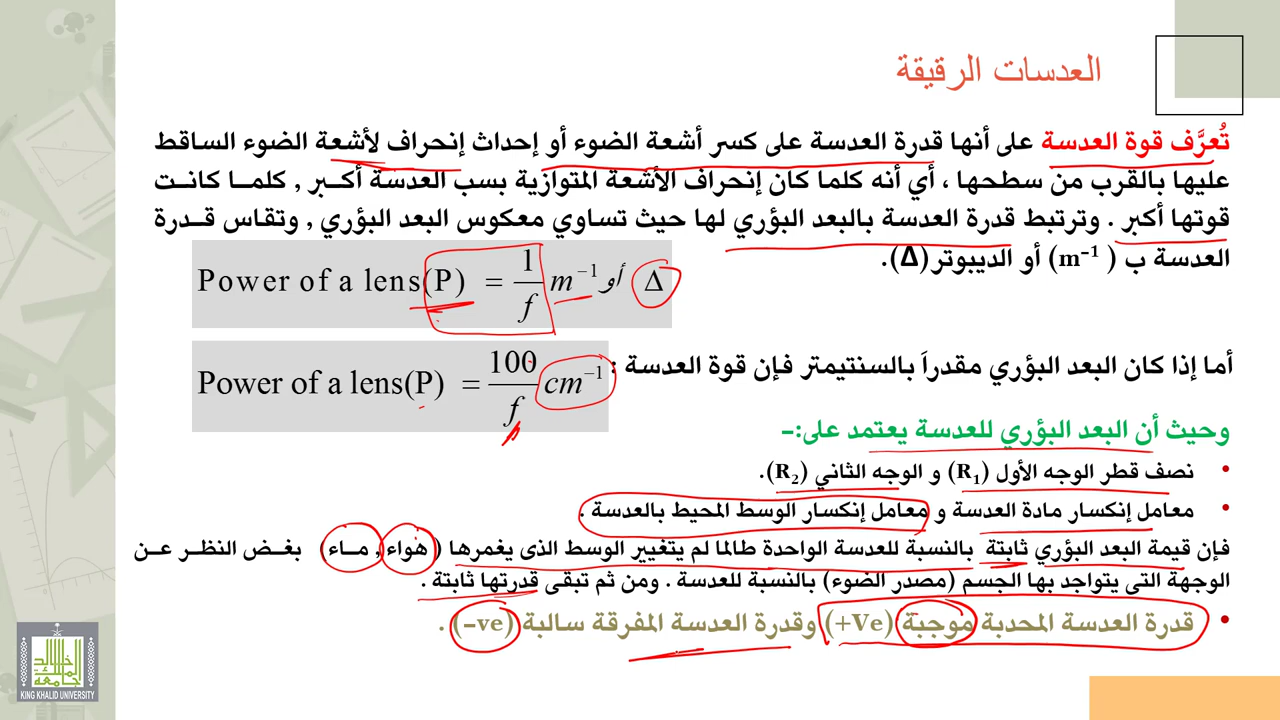 العدسات الرقيقة
تُعرَّف قوة العدسة على أنها قدرة العدسة على كسر أشعة الضوء أو إحداث إنحراف لأشعة الضوء الساقط
عليها بالقرب من سطحها ، أي أنه كلما كان إنحراف الأشعة المتوازية بسب العدسة أكبر , كلما كانت
قوتها أكبر . وترتبط قدرة العدسة بالبعد البؤري لها حيث تساوي معكوس البعد البؤري , وتقاس قدرة
العدسة ب ( m⁻¹) أو الديبوتر(Δ).
Power of a lens(P) = 1/f m⁻¹ أو Δ
أما إذا كان البعد البؤري مقدراَ بالسنتيمتر فإن قوة العدسة :
Power of a lens(P) = 100/f cm⁻¹
وحيث أن البعد البؤري للعدسة يعتمد على:-
• نصف قطر الوجه الأول (R₁) و الوجه الثاني (R₂).
• معامل إنكسار مادة العدسة و معامل إنكسار الوسط المحيط بالعدسة .
فإن قيمة البعد البؤري ثابتة بالنسبة للعدسة الواحدة طالما لم يتغيير الوسط الذى يغمرها ( هواء , ماء) بغض النظر عن
الوجهة التى يتواجد بها الجسم (مصدر الضوء) بالنسبة للعدسة . ومن ثم تبقى قدرتها ثابتة .
• قدرة العدسة المحدبة موجبة (+Ve) وقدرة العدسة المفرقة سالبة (-ve) .
جامعة الملك خالد
KING KHALID UNIVERSITY